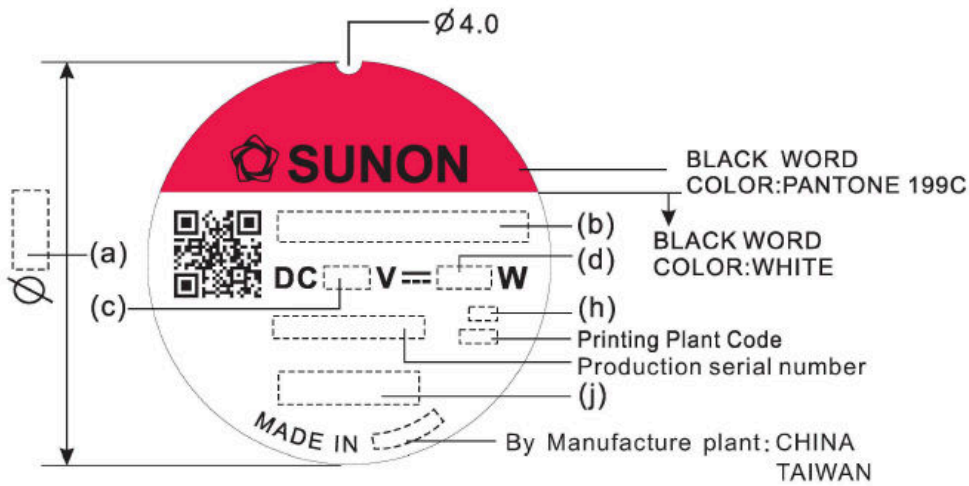 Ø4.0
SUNON
BLACK WORD
COLOR:PANTONE 199C
BLACK WORD
COLOR:WHITE
(a)
Ø
(b)
(d)
DC V W
(c)
(h)
Printing Plant Code
Production serial number
(j)
MADE IN
By Manufacture plant: CHINA
TAIWAN